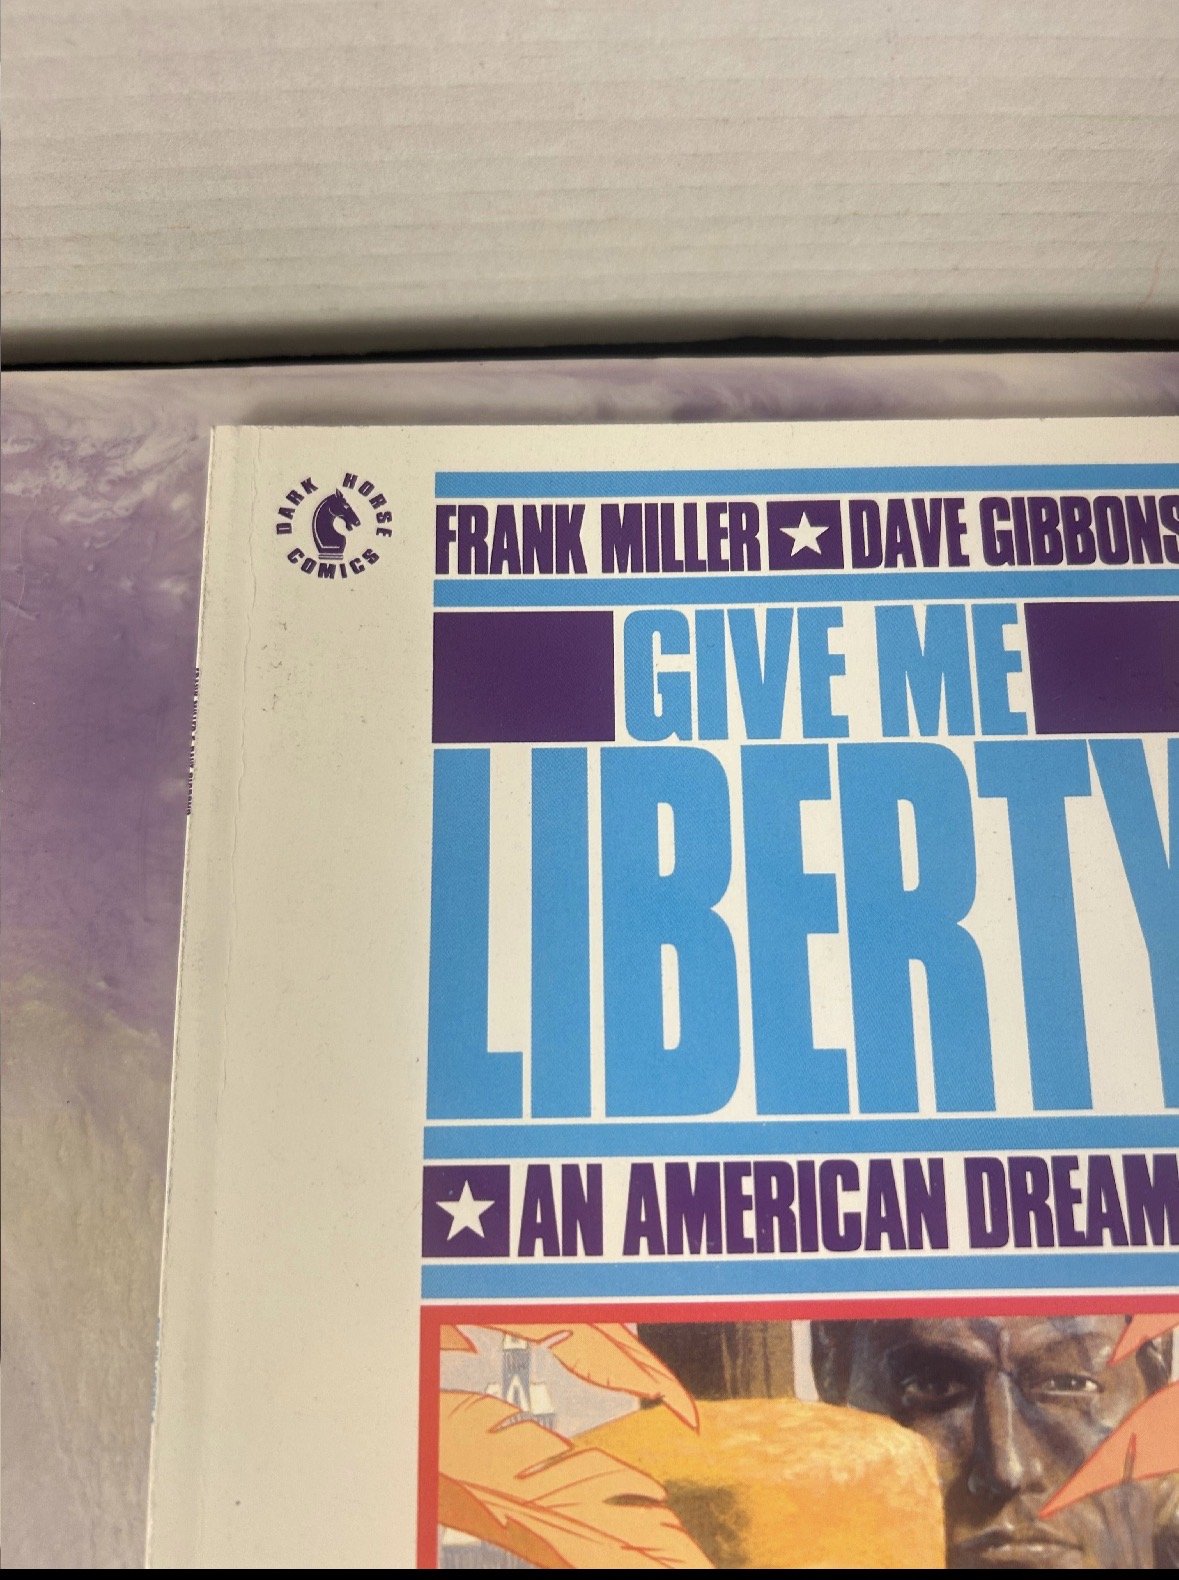 DARK HORSE
COMICS
FRANK MILLER DAVE GIBBONS
GIVE ME
LIBERTY
AN AMERICAN DREAM